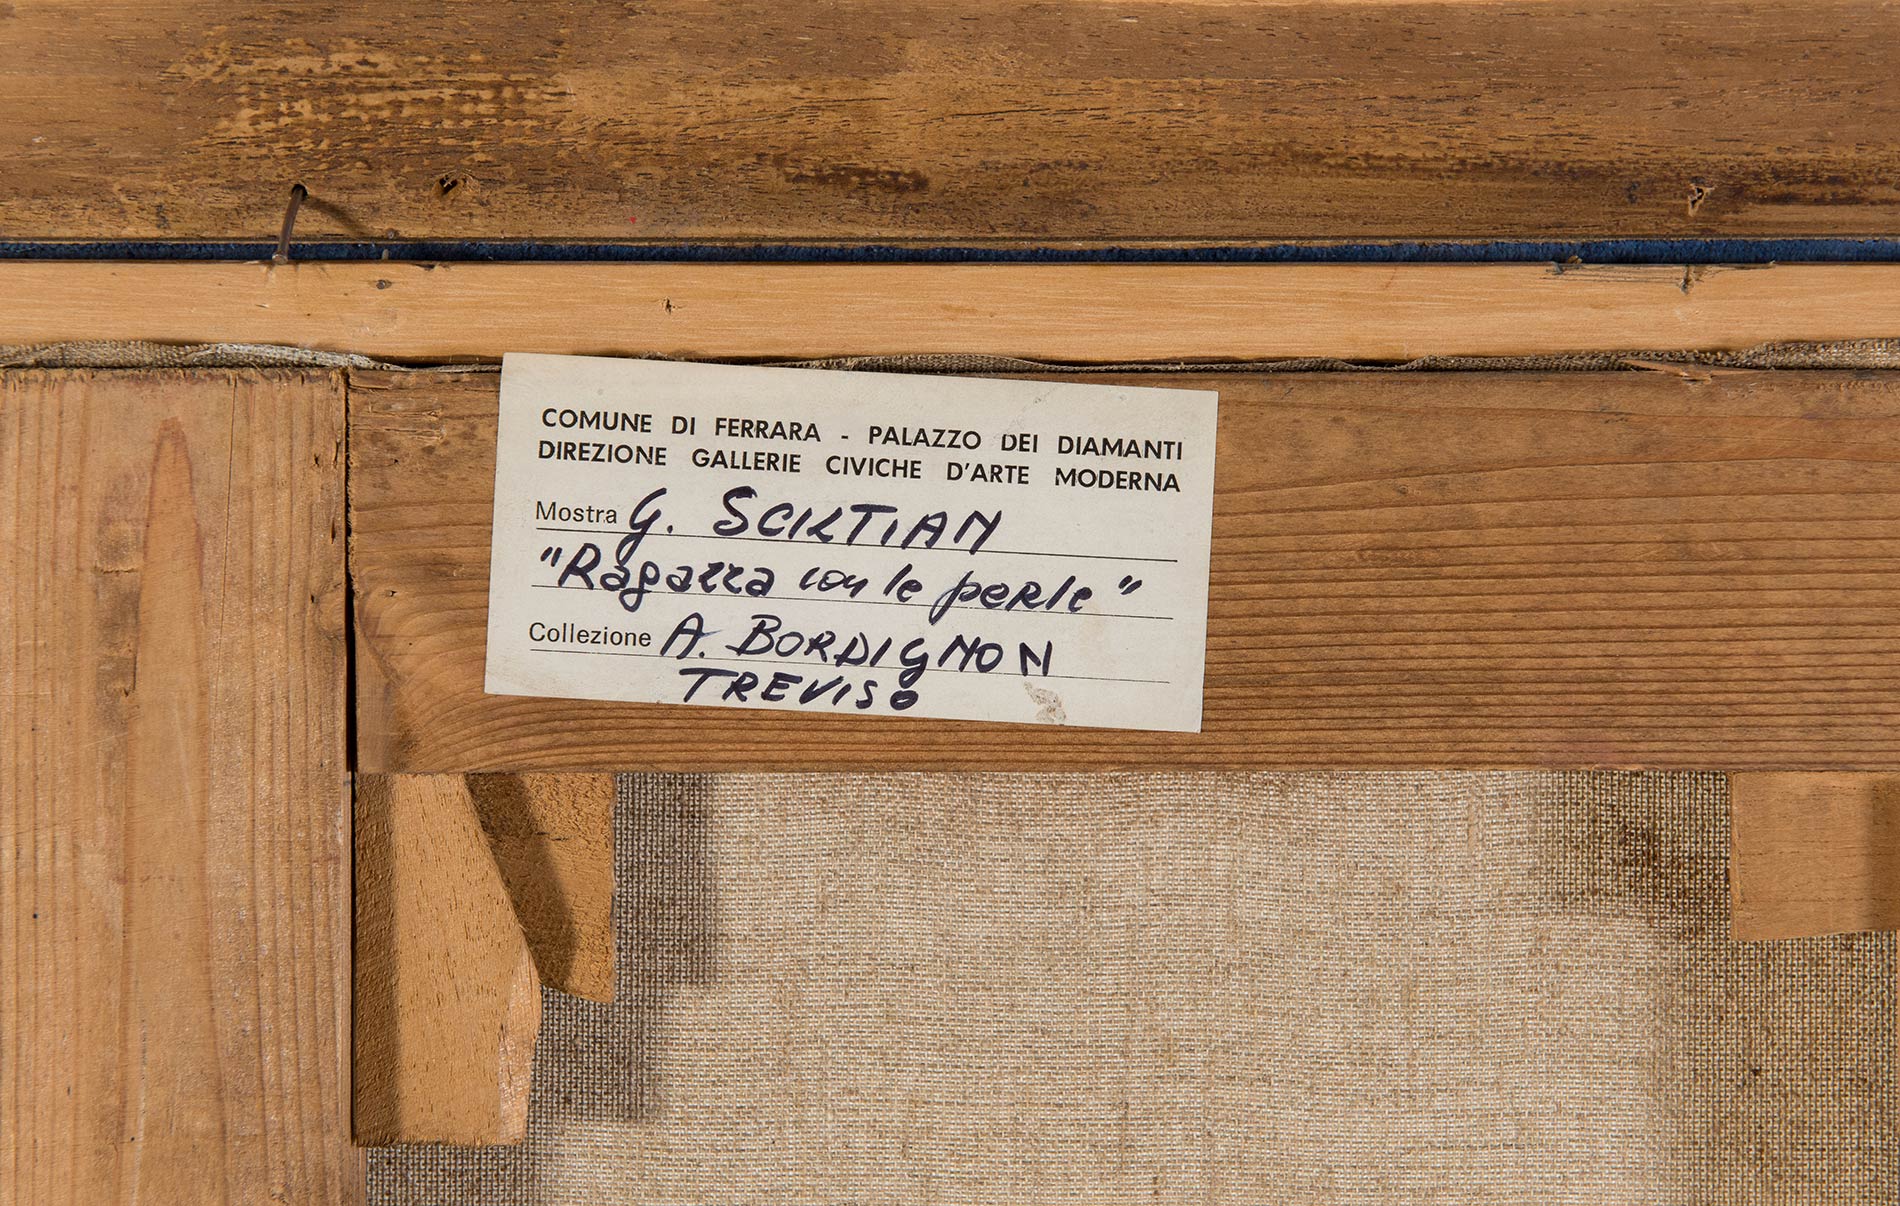 COMUNE DI FERRARA - PALAZZO DEI DIAMANTI
DIREZIONE GALLERIE CIVICHE D'ARTE MODERNA
Mostra G. SCILTIAN
"Ragazza con le perle"
Collezione A. BORDIGNON
TREVISO